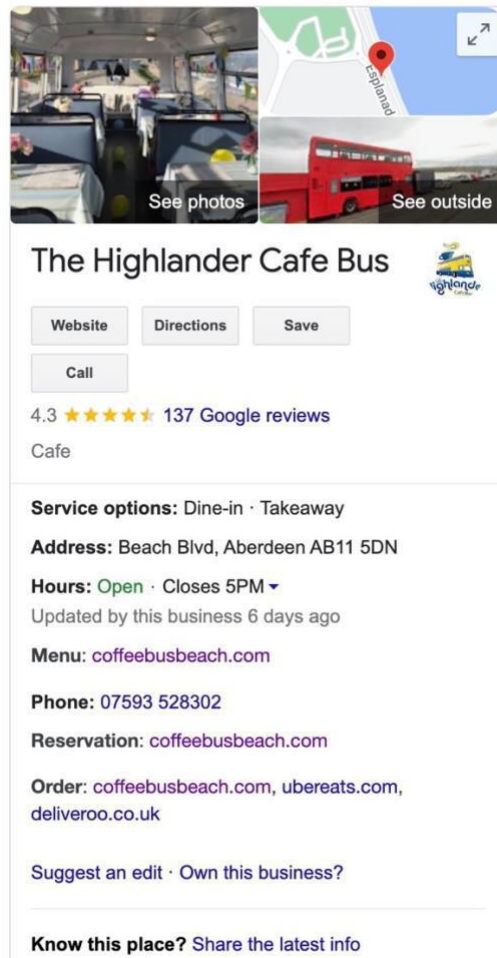 Esplanad
See photos
See outside
The Highlander Cafe Bus
Highlande
Website
Directions
Save
Call
4.3 137 Google reviews
Cafe
Service options: Dine-in · Takeaway
Address: Beach Blvd, Aberdeen AB11 5DN
Hours: Open · Closes 5PM
Updated by this business 6 days ago
Menu: coffeebusbeach.com
Phone: 07593 528302
Reservation: coffeebusbeach.com
Order: coffeebusbeach.com, ubereats.com,
deliveroo.co.uk
Suggest an edit · Own this business?
Know this place? Share the latest info